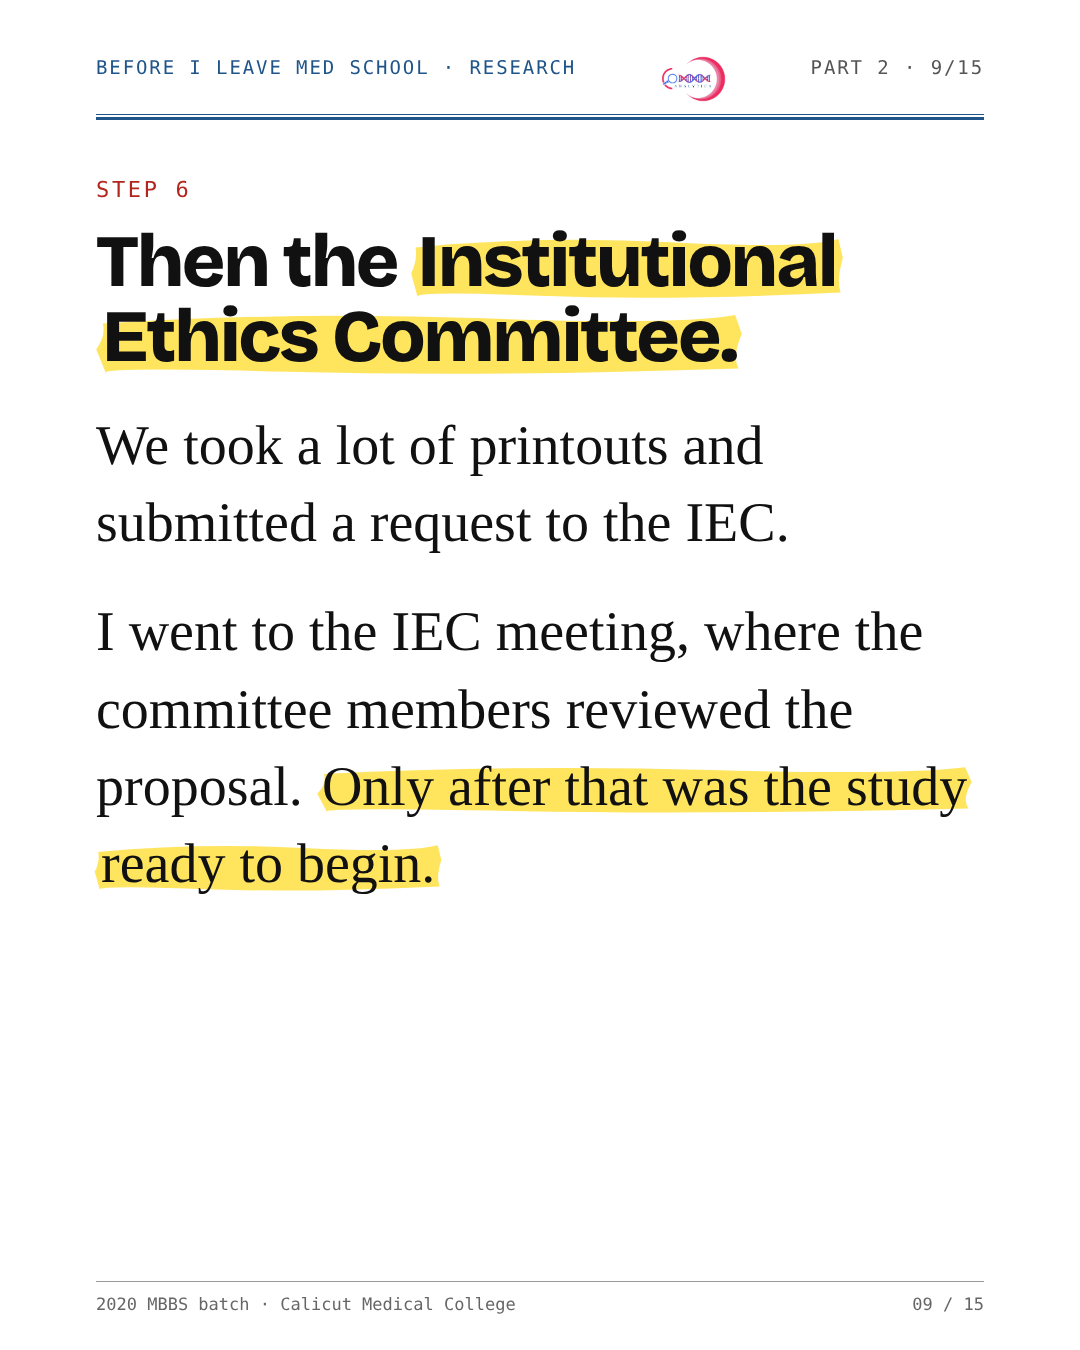 BEFORE I LEAVE MED SCHOOL · RESEARCH
ANALYTICS
PART 2 · 9/15
STEP 6
Then the Institutional
Ethics Committee.
We took a lot of printouts and
submitted a request to the IEC.
I went to the IEC meeting, where the
committee members reviewed the
proposal. Only after that was the study
ready to begin.
2020 MBBS batch · Calicut Medical College
09 / 15